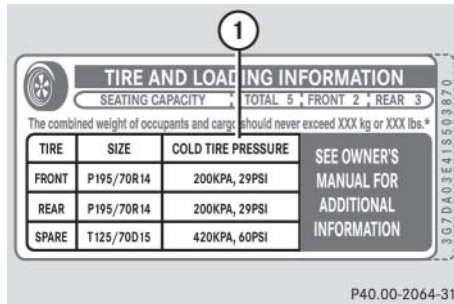 1
TIRE AND LOADING INFORMATION
SEATING CAPACITY TOTAL 5 FRONT 2 REAR 3
The combined weight of occupants and cargo should never exceed XXX kg or XXX lbs.*
TIRE SIZE COLD TIRE PRESSURE
FRONT P195/70R14 200KPA, 29PSI
REAR P195/70R14 200KPA, 29PSI
SPARE T125/70D15 420KPA, 60PSI
SEE OWNER'S
MANUAL FOR
ADDITIONAL
INFORMATION
3G7DA03E41S503870
P40.00-2064-31